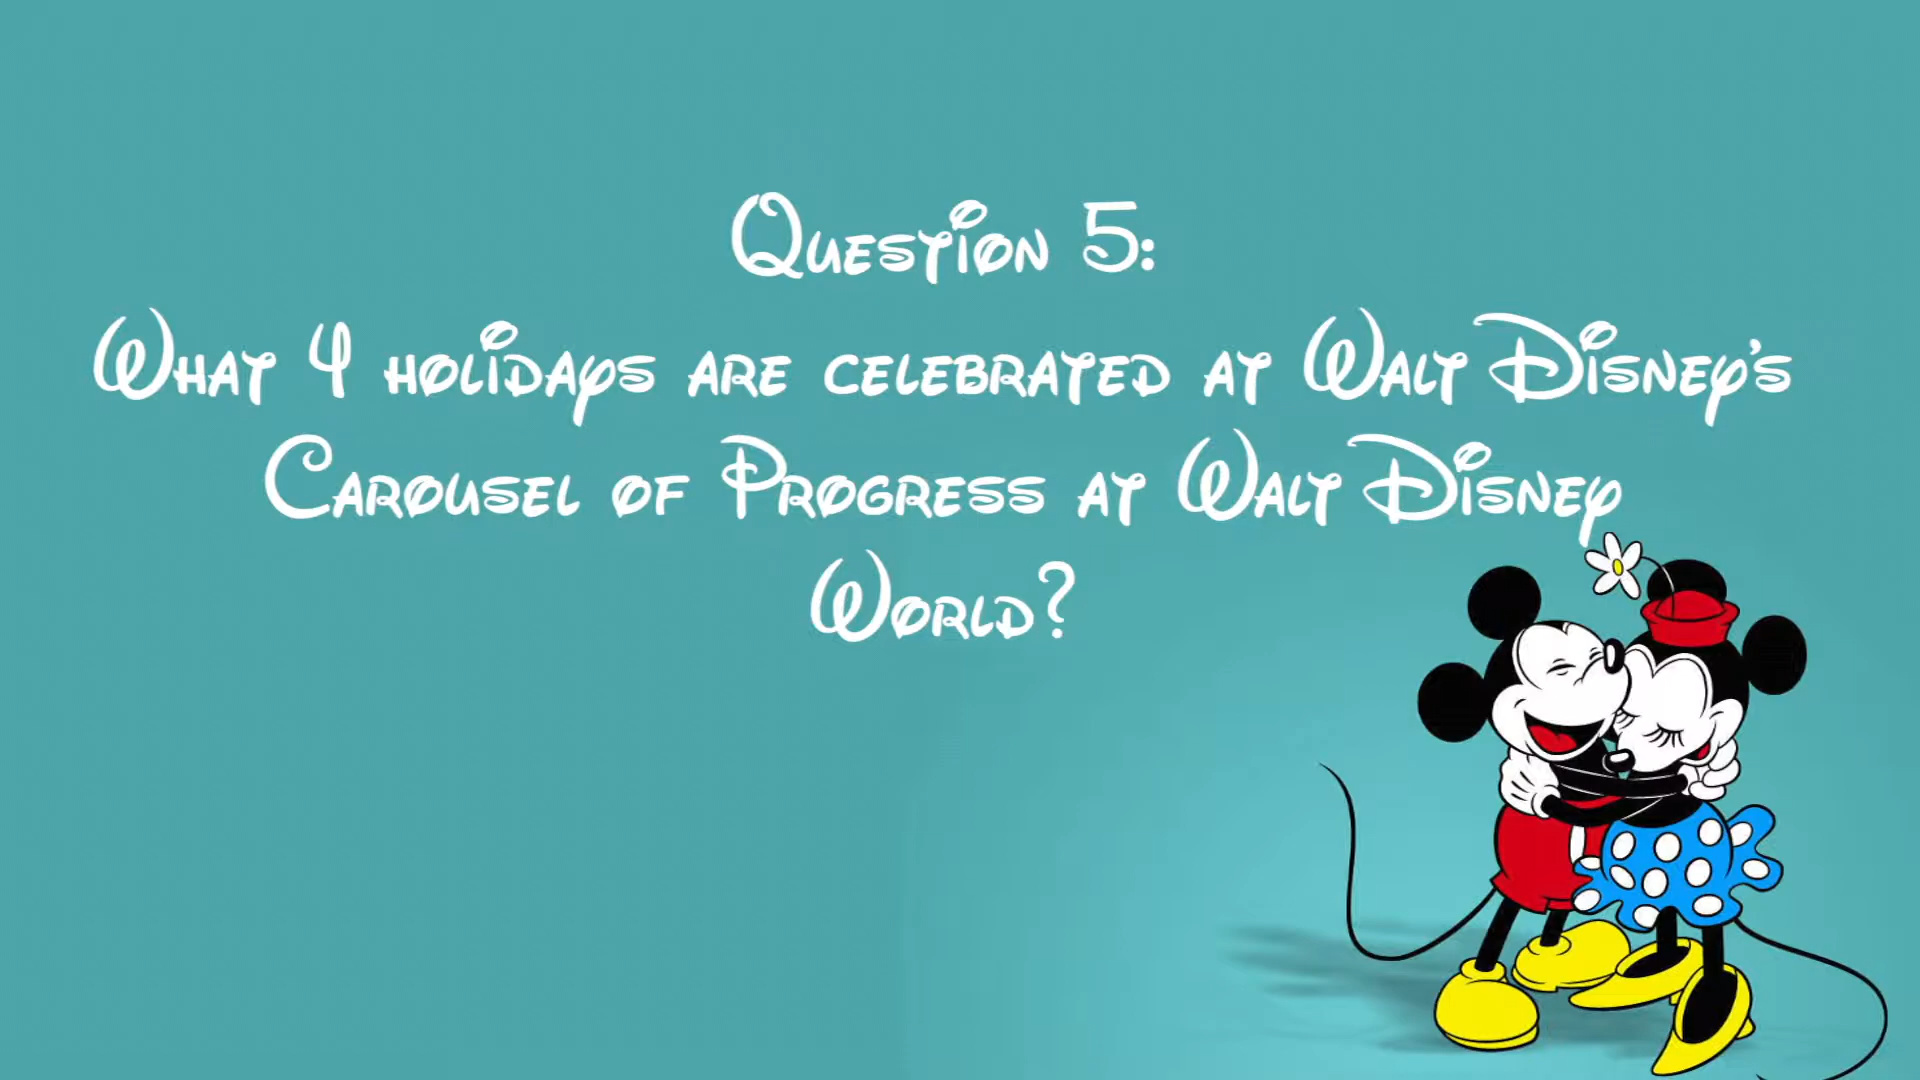 Question 5:
What 4 holidays are celebrated at Walt Disney's
Carousel of Progress at Walt Disney
World?